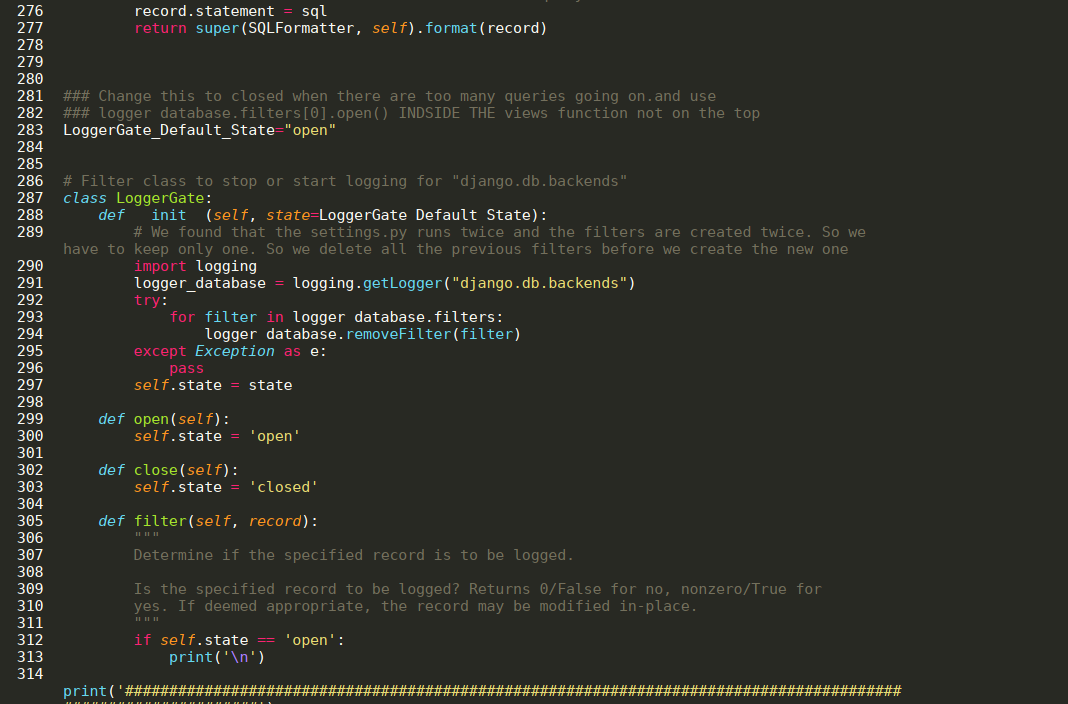 276 record.statement = sql
277 return super(SQLFormatter, self).format(record)
278
279
280
281 ### Change this to closed when there are too many queries going on.and use
282 ### logger database.filters[0].open() INDSIDE THE views function not on the top
283 LoggerGate_Default_State="open"
284
285
286 # Filter class to stop or start logging for "django.db.backends"
287 class LoggerGate:
288 def   init  (self, state=LoggerGate Default State):
289 # We found that the settings.py runs twice and the filters are created twice. So we
have to keep only one. So we delete all the previous filters before we create the new one
290 import logging
291 logger_database = logging.getLogger("django.db.backends")
292 try:
293 for filter in logger database.filters:
294 logger database.removeFilter(filter)
295 except Exception as e:
296 pass
297 self.state = state
298
299 def open(self):
300 self.state = 'open'
301
302 def close(self):
303 self.state = 'closed'
304
305 def filter(self, record):
306 """
307 Determine if the specified record is to be logged.
308
309 Is the specified record to be logged? Returns 0/False for no, nonzero/True for
310 yes. If deemed appropriate, the record may be modified in-place.
311 """
312 if self.state == 'open':
313 print('\n')
314
print('########################################################################################